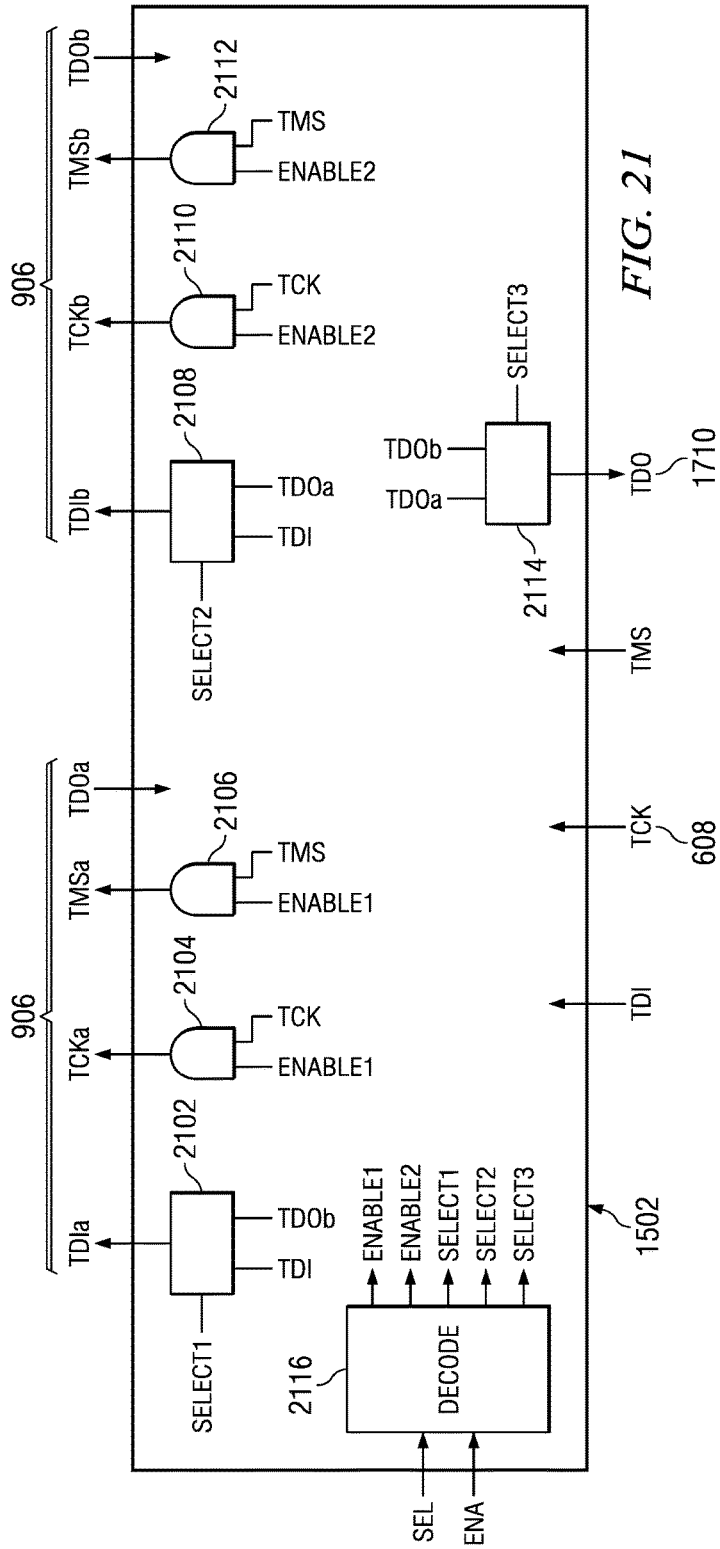 906
906
TDIa
TCKa
TMSa
TDOa
TDIb
TCKb
TMSb
TDOb
2102
2104
2106
2108
2110
2112
SELECT1
TDI
TDOb
ENABLE1
TCK
ENABLE1
TMS
SELECT2
TDI
TDOa
ENABLE2
TCK
ENABLE2
TMS
2116
DECODE
SEL
ENA
ENABLE1
ENABLE2
SELECT1
SELECT2
SELECT3
TDOa
TDOb
SELECT3
2114
1502
TDI
TCK
608
TMS
TDO
1710
FIG. 21